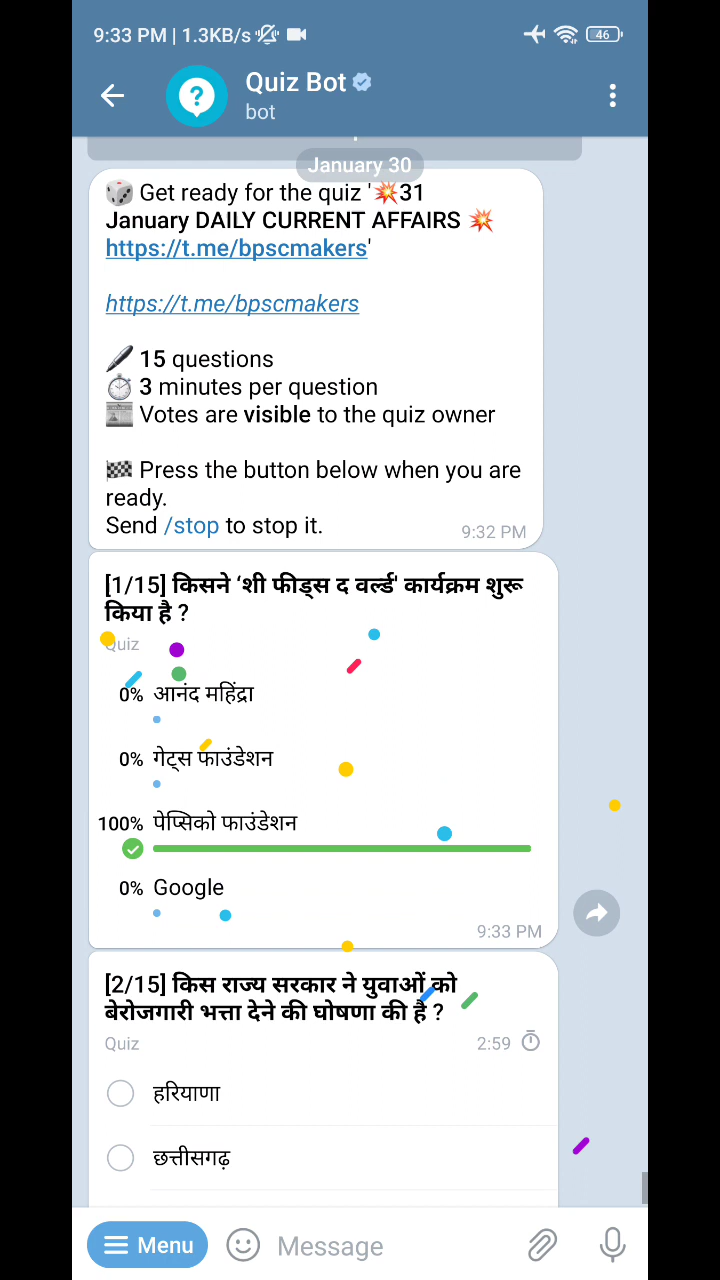 9:33 PM | 1.3KB/s
46
Quiz Bot
bot
January 30
Get ready for the quiz '💥31
January DAILY CURRENT AFFAIRS 💥
https://t.me/bpscmakers'
https://t.me/bpscmakers
15 questions
3 minutes per question
Votes are visible to the quiz owner
Press the button below when you are
ready.
Send /stop to stop it.
9:32 PM
[1/15] किसने ‘शी फीड्स द वर्ल्ड' कार्यक्रम शुरू
किया है ?
Quiz
0% आनंद महिंद्रा
0% गेट्स फाउंडेशन
100% पेप्सिको फाउंडेशन
0% Google
9:33 PM
[2/15] किस राज्य सरकार ने युवाओं को
बेरोजगारी भत्ता देने की घोषणा की है ?
Quiz
2:59
हरियाणा
छत्तीसगढ़
Menu
Message